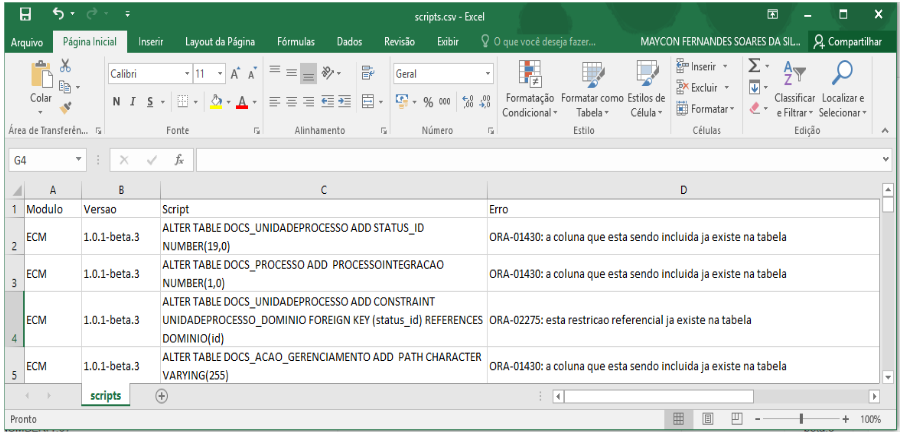 scripts.csv - Excel
Arquivo Página Inicial Inserir Layout da Página Fórmulas Dados Revisão Exibir O que você deseja fazer... MAYCON FERNANDES SOARES DA SIL... Compartilhar
Colar
Calibri 11 A A
N I S A
Geral
% 000
Formatação Condicional
Formatar como Tabela
Estilos de Célula
Inserir
Excluir
Formatar
Classificar e Filtrar
Localizar e Selecionar
Área de Transferên... Fonte Alinhamento Número Estilo Células Edição
G4 fx
A B C D
1 Modulo Versao Script Erro
2 ECM 1.0.1-beta.3 ALTER TABLE DOCS_UNIDADEPROCESSO ADD STATUS_ID
NUMBER(19,0) ORA-01430: a coluna que esta sendo incluida ja existe na tabela
3 ECM 1.0.1-beta.3 ALTER TABLE DOCS_PROCESSO ADD PROCESSOINTEGRACAO
NUMBER(1,0) ORA-01430: a coluna que esta sendo incluida ja existe na tabela
4 ECM 1.0.1-beta.3 ALTER TABLE DOCS_UNIDADEPROCESSO ADD CONSTRAINT
UNIDADEPROCESSO_DOMINIO FOREIGN KEY (status_id) REFERENCES
DOMINIO(id) ORA-02275: esta restricao referencial ja existe na tabela
5 ECM 1.0.1-beta.3 ALTER TABLE DOCS_ACAO_GERENCIAMENTO ADD PATH CHARACTER
VARYING(255) ORA-01430: a coluna que esta sendo incluida ja existe na tabela
scripts
Pronto 100%